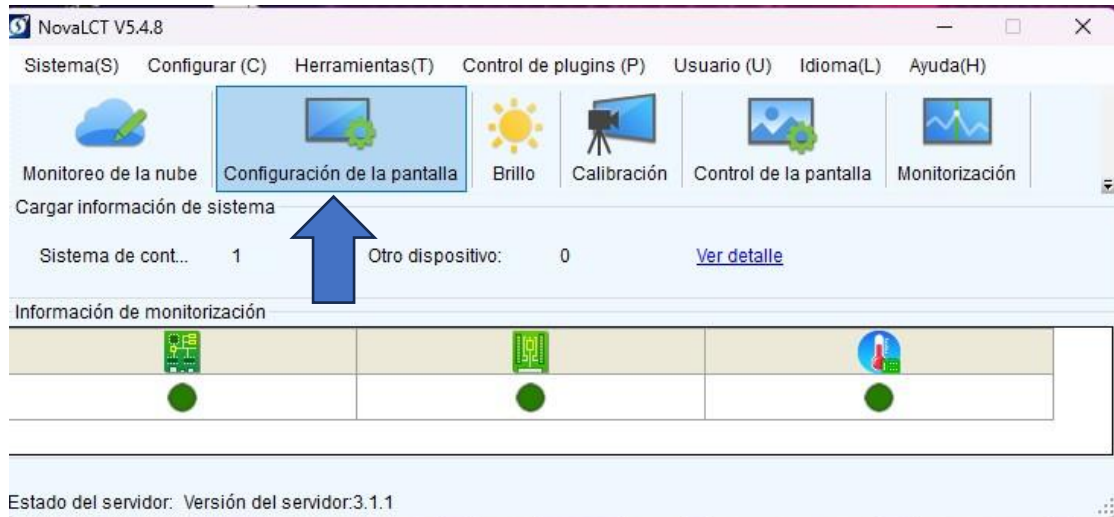 NovaLCT V5.4.8
Sistema(S) Configurar (C) Herramientas(T) Control de plugins (P) Usuario (U) Idioma(L) Ayuda(H)
Monitoreo de la nube Configuración de la pantalla Brillo Calibración Control de la pantalla Monitorización
Cargar información de sistema
Sistema de cont... 1 Otro dispositivo: 0 Ver detalle
Información de monitorización
Estado del servidor: Versión del servidor:3.1.1